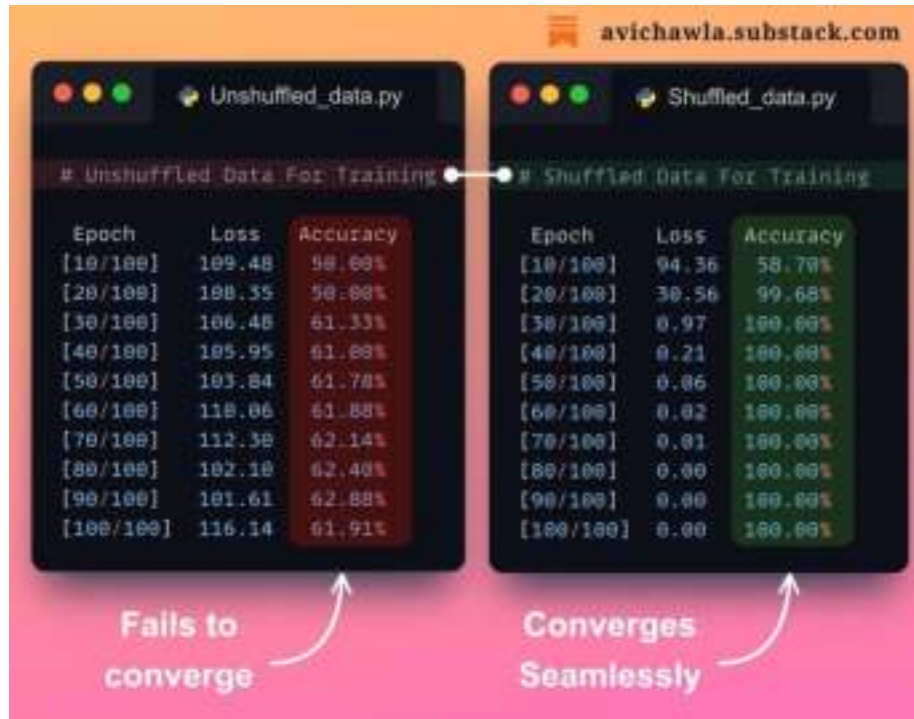 avichawla.substack.com
Unshuffled_data.py
# Unshuffled Data For Training
Epoch Loss Accuracy
[10/100] 109.48 50.00%
[20/100] 108.35 50.00%
[30/100] 106.48 61.33%
[40/100] 105.95 61.00%
[50/100] 103.84 61.78%
[60/100] 110.06 61.88%
[70/100] 112.30 62.14%
[80/100] 102.10 62.40%
[90/100] 101.61 62.88%
[100/100] 116.14 61.91%
Fails to
converge
Shuffled_data.py
# Shuffled Data For Training
Epoch Loss Accuracy
[10/100] 94.36 58.70%
[20/100] 30.56 99.68%
[30/100] 0.97 100.00%
[40/100] 0.21 100.00%
[50/100] 0.06 100.00%
[60/100] 0.02 100.00%
[70/100] 0.01 100.00%
[80/100] 0.00 100.00%
[90/100] 0.00 100.00%
[100/100] 0.00 100.00%
Converges
Seamlessly